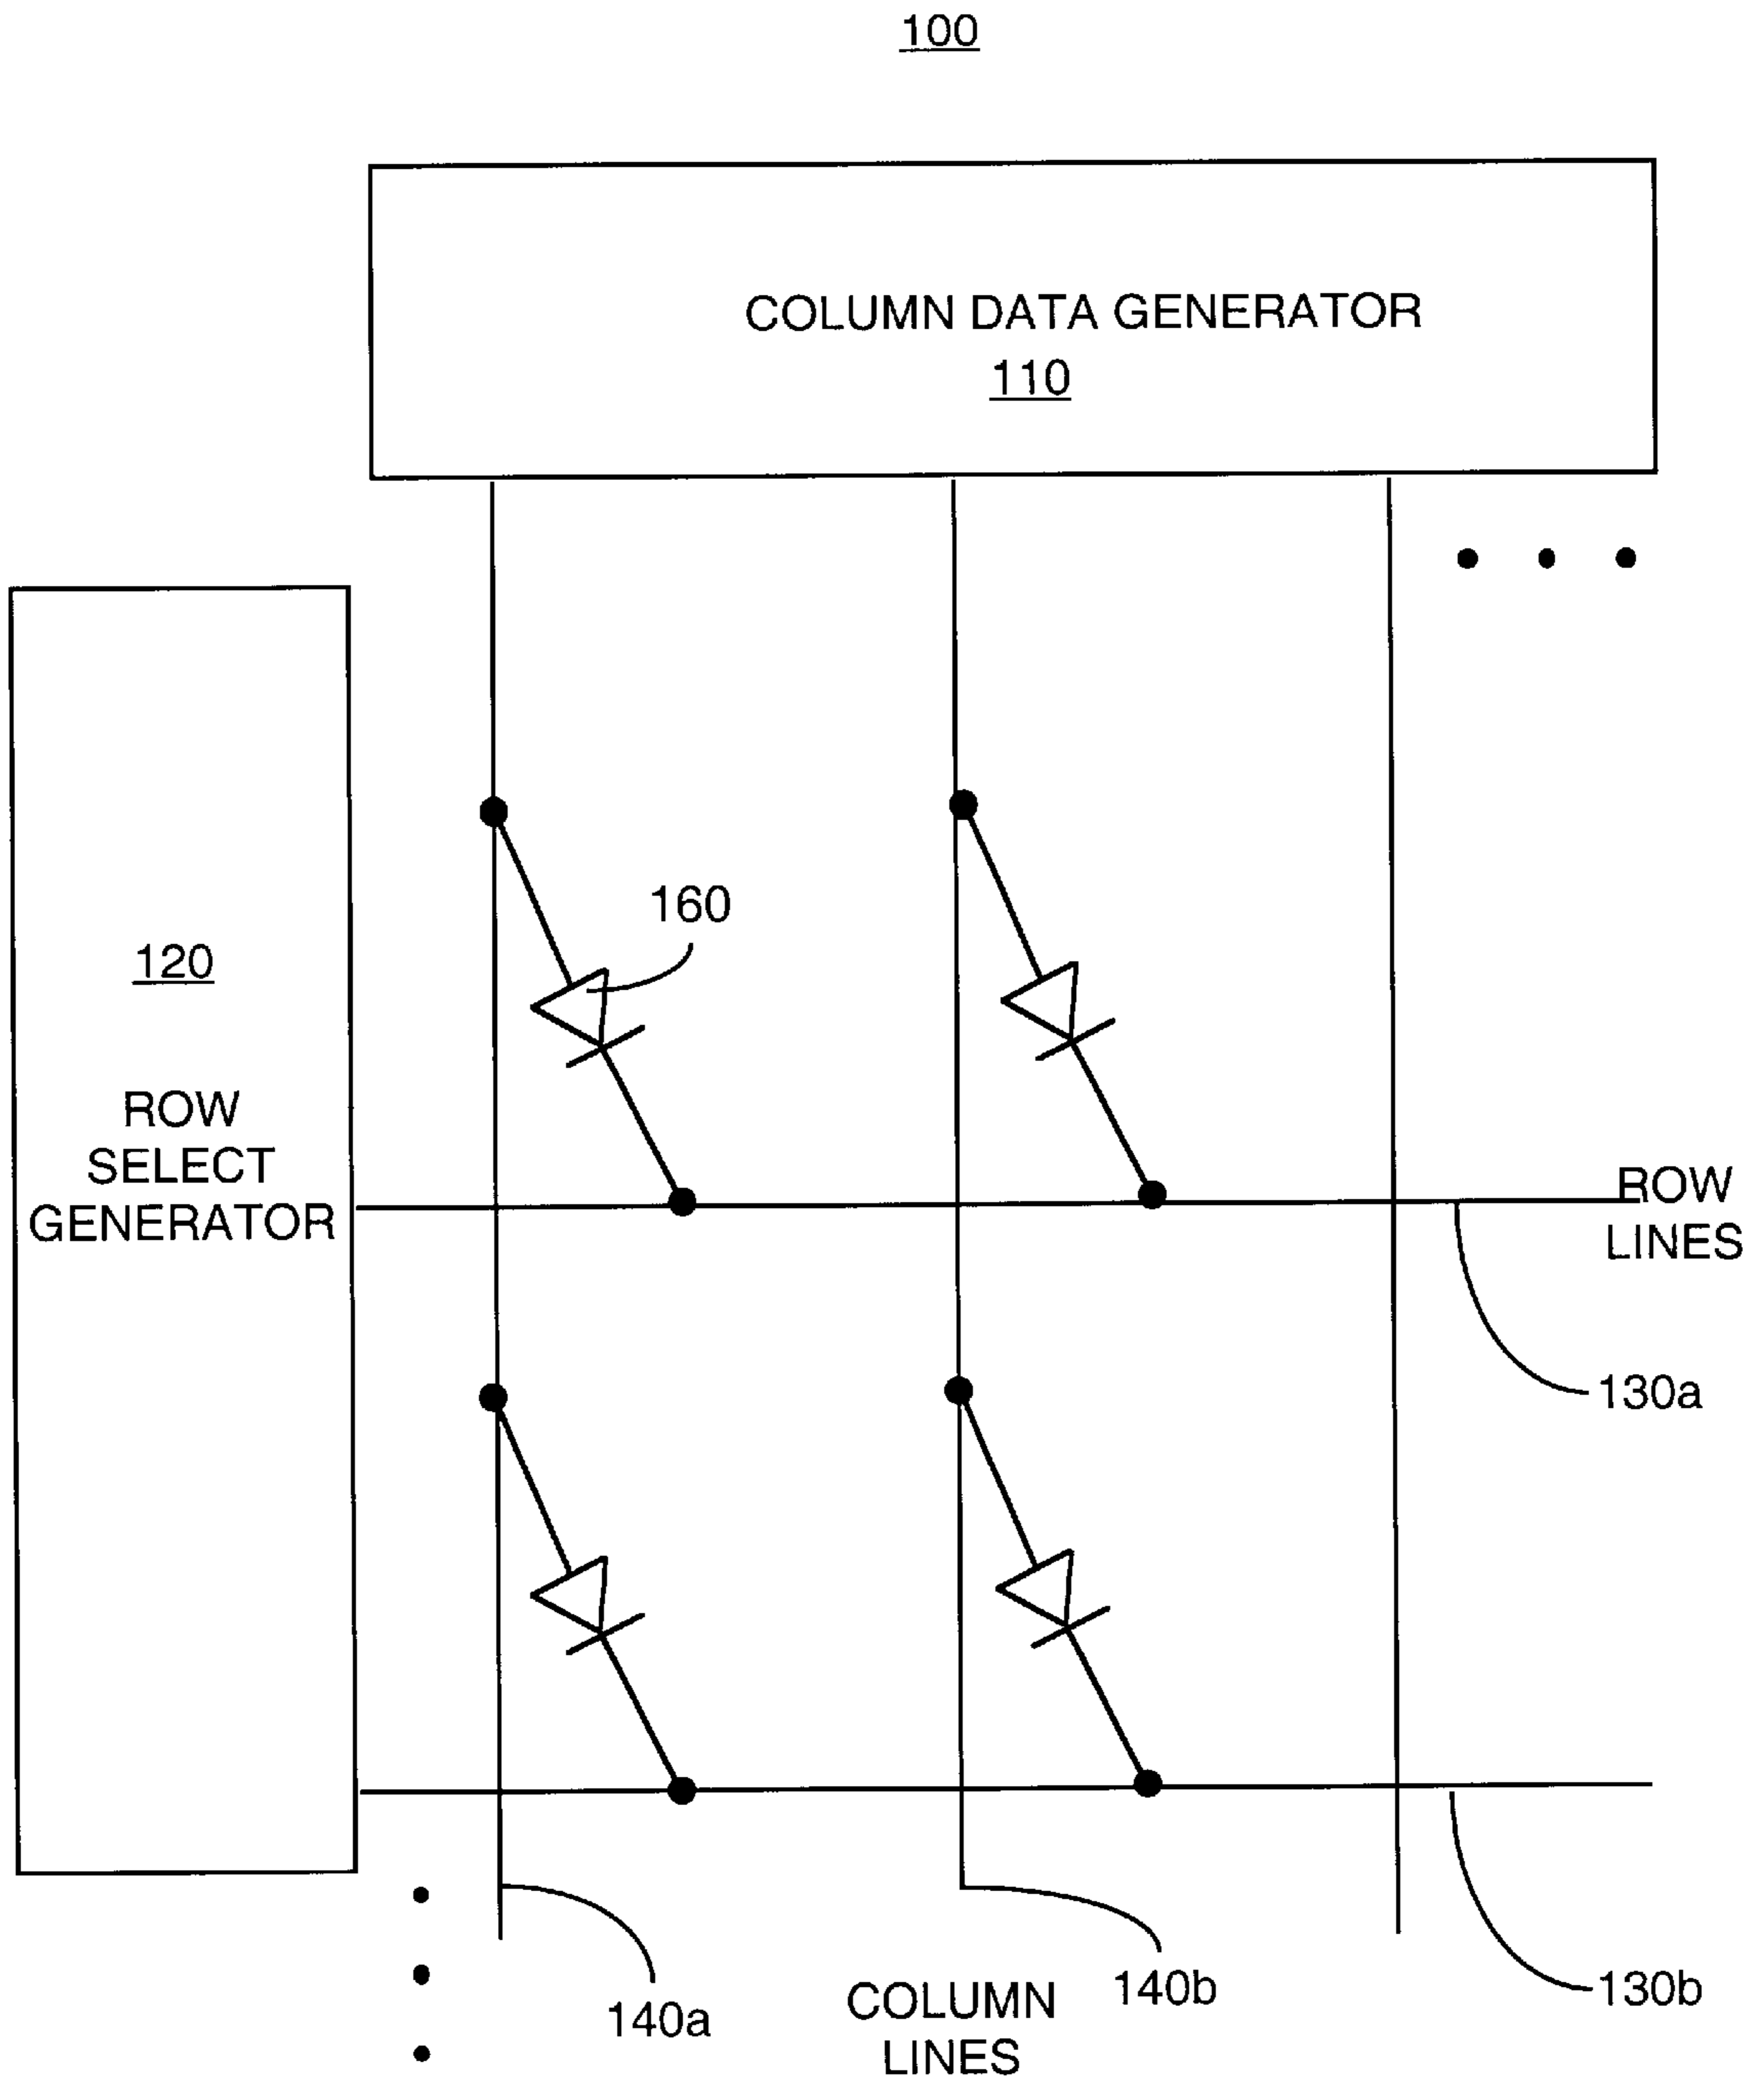 100
COLUMN DATA GENERATOR
110
160
120
ROW
SELECT
GENERATOR
ROW
LINES
130a
130b
140b
140a
COLUMN
LINES